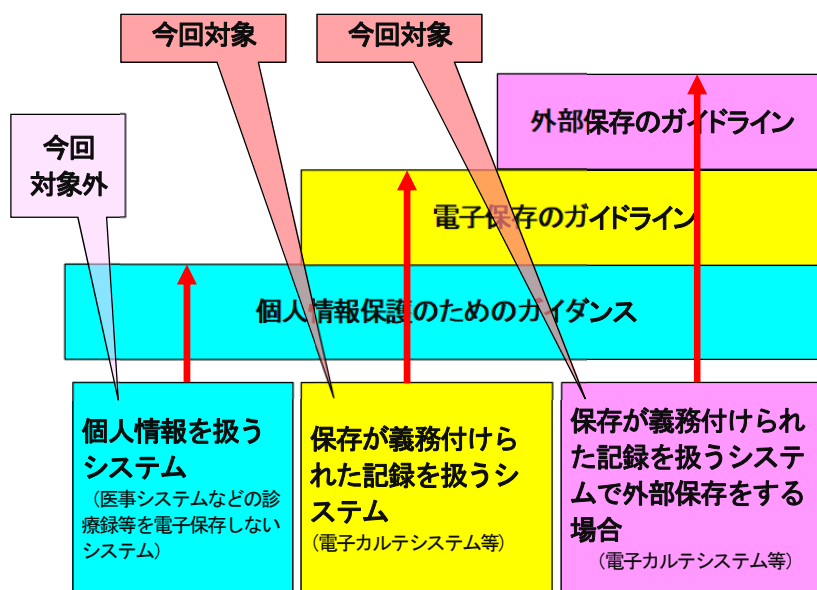 今回対象
今回対象
外部保存のガイドライン
今回
対象外
電子保存のガイドライン
個人情報保護のためのガイダンス
個人情報を扱う
システム
（医事システムなどの診
療録等を電子保存しない
システム）
保存が義務付けら
れた記録を扱うシ
ステム
（電子カルテシステム等）
保存が義務付けられ
た記録を扱うシステ
ムで外部保存をする
場合
（電子カルテシステム等）